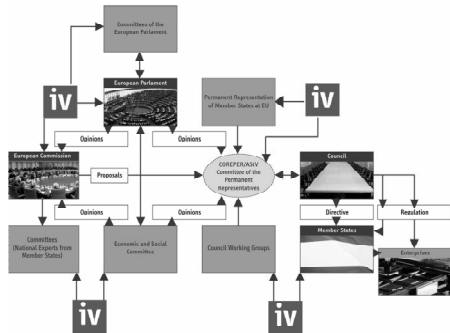 Committees of the
European Parliament
iv
European Parliament
Permanent Representation
of Member States at EU
iv
Opinions
Opinions
European Commission
Proposals
COREPER/AStV
Committee of the
Permanent
Representatives
Council
Opinions
Opinions
Directive
Regulation
Committees
(National Experts from
Member States)
Economic and Social
Committee
Council Working Groups
Member States
Enterprises
iv
iv